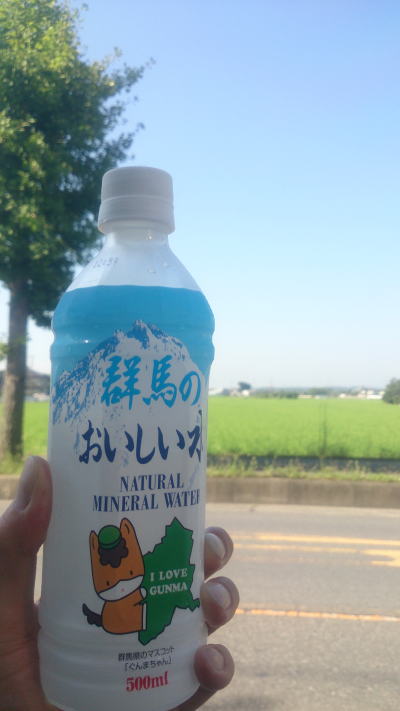 群馬の
おいしい水
NATURAL
MINERAL WATER
I LOVE
GUNMA
群馬県のマスコット
「ぐんまちゃん」
500ml